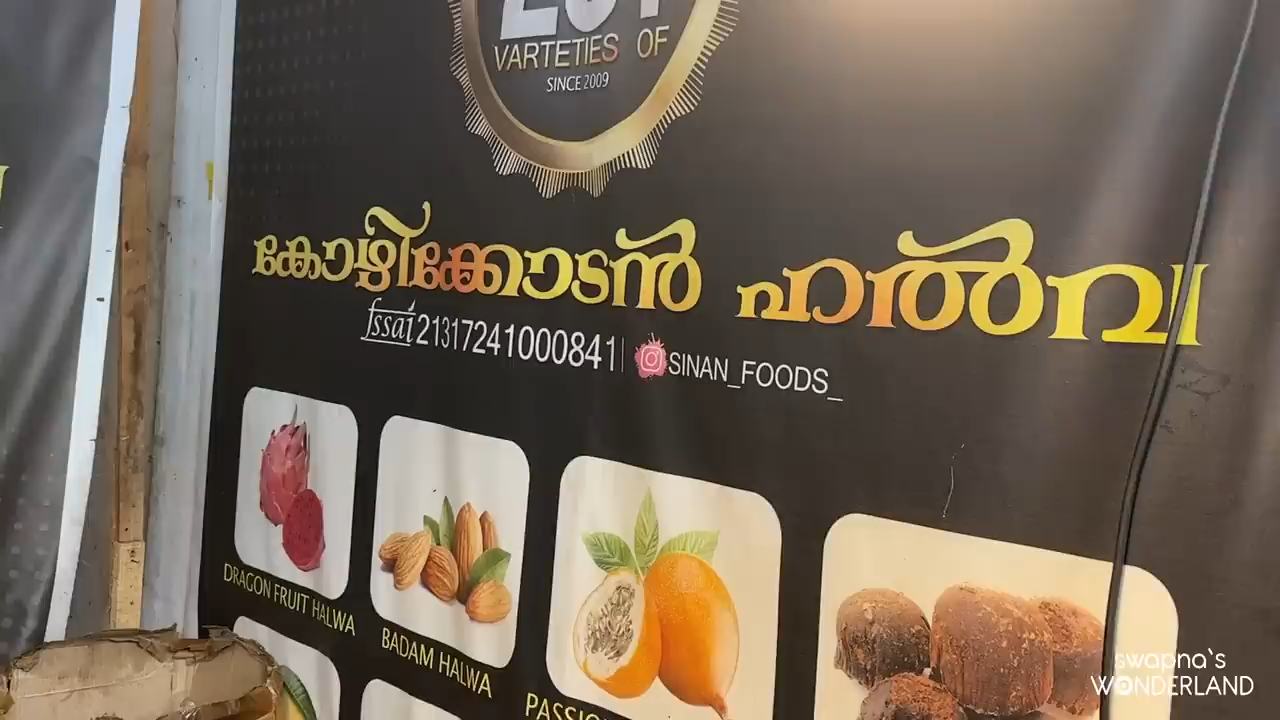 VARTETIES OF
SINCE 2009
കോഴിക്കോടൻ ഹൽവ
fssai 21317241000841 | SINAN_FOODS_
DRAGON FRUIT HALWA
BADAM HALWA
swapna`s
WONDERLAND